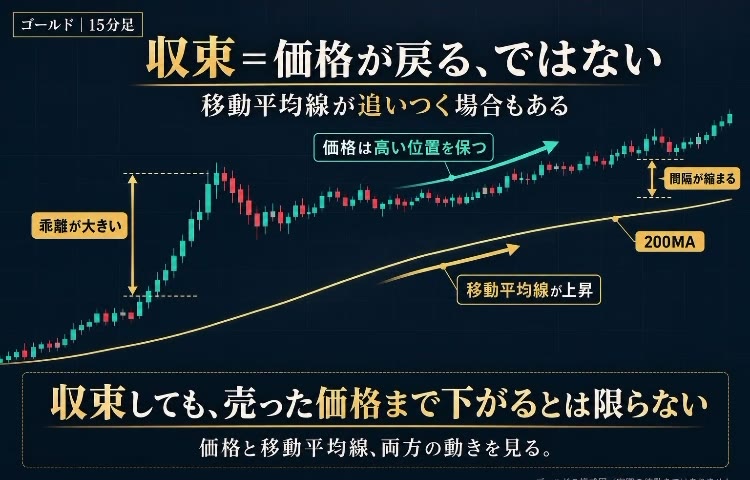 ゴールド｜15分足
収束＝価格が戻る、ではない
移動平均線が追いつく場合もある
価格は高い位置を保つ
間隔が縮まる
乖離が大きい
200MA
移動平均線が上昇
収束しても、売った価格まで下がるとは限らない
価格と移動平均線、両方の動きを見る。